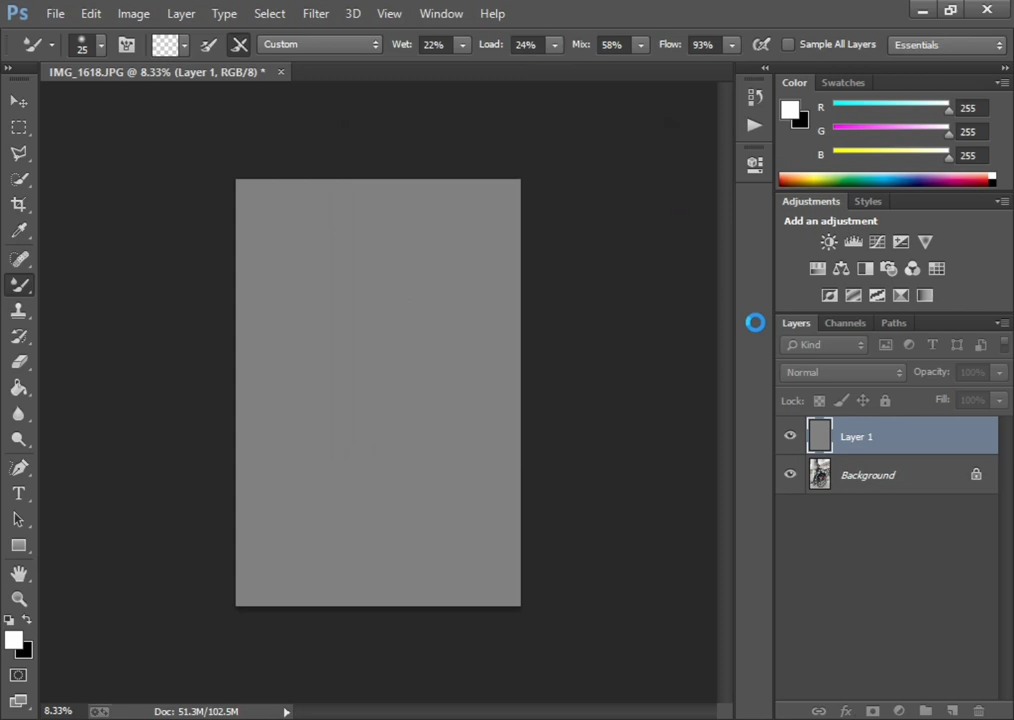 Ps File Edit Image Layer Type Select Filter 3D View Window Help
25 Custom Wet: 22% Load: 24% Mix: 58% Flow: 93% Sample All Layers Essentials
IMG_1618.JPG @ 8.33% (Layer 1, RGB/8) *
Color Swatches
R 255
G 255
B 255
Adjustments Styles
Add an adjustment
Layers Channels Paths
Kind
Normal Opacity: 100%
Lock: Fill: 100%
Layer 1
Background
8.33% Doc: 51.3M/102.5M